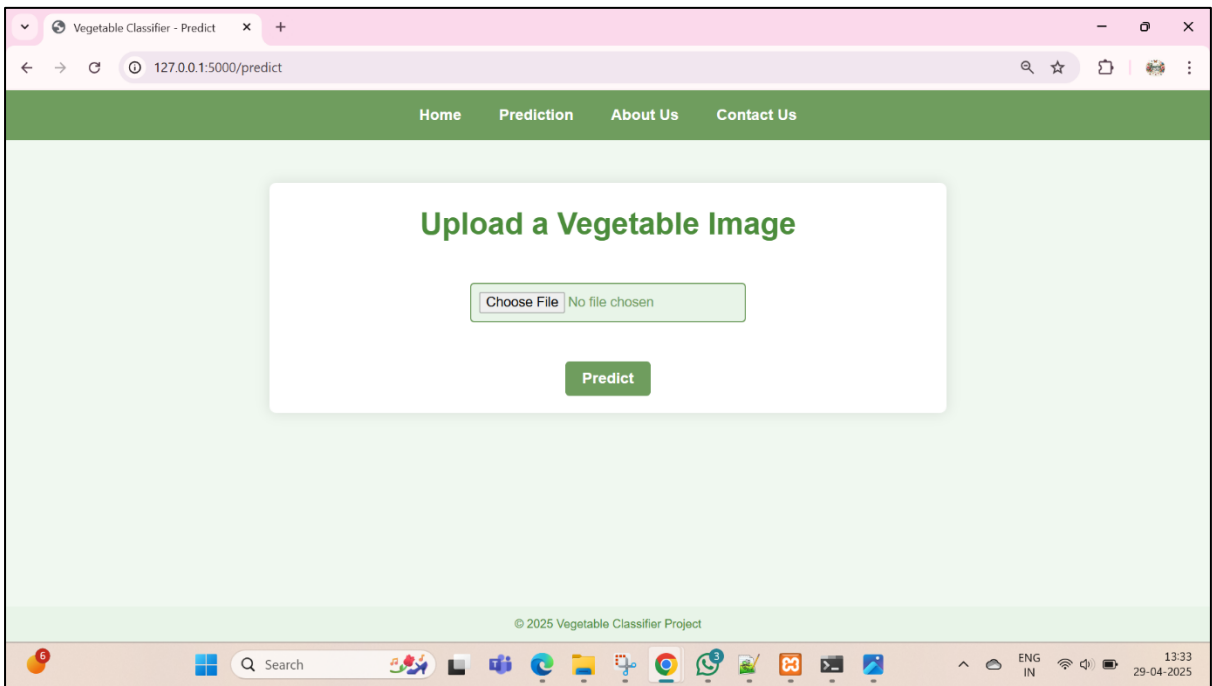 Vegetable Classifier - Predict
127.0.0.1:5000/predict
Home Prediction About Us Contact Us
Upload a Vegetable Image
Choose File No file chosen
Predict
© 2025 Vegetable Classifier Project
6
Search
3
ENG
IN
13:33
29-04-2025